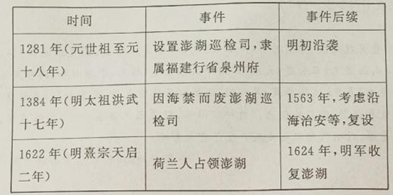 时间
事件
事件后续
1281年(元世祖至元
十八年)
设置澎湖巡检司，隶
属福建行省泉州府
明初沿袭
1384年(明太祖洪武
十七年)
因海禁而废澎湖巡
检司
1563年，考虑沿
海治安等，复设
1622年(明熹宗天启
二年)
荷兰人占领澎湖
1624年，明军收
复澎湖